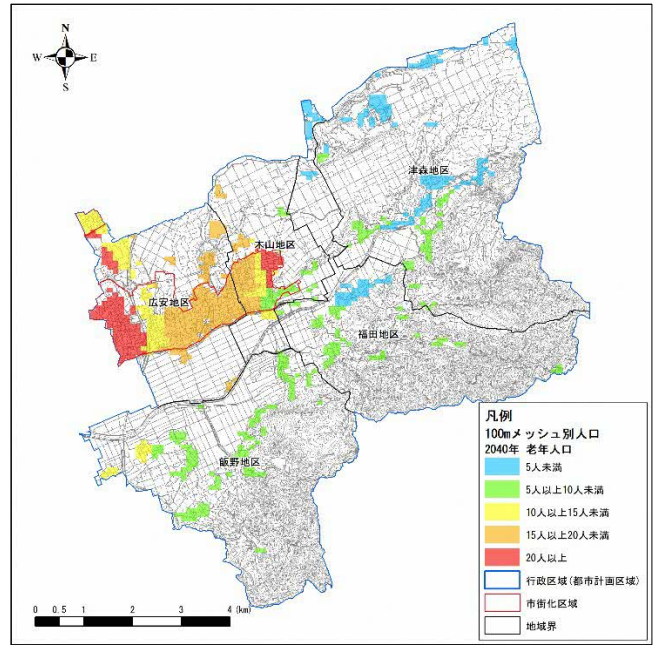 N
W E
S
津森地区
木山地区
広安地区
福田地区
飯野地区
凡例
100mメッシュ別人口
2040年 老年人口
5人未満
5人以上10人未満
10人以上15人未満
15人以上20人未満
20人以上
行政区域(都市計画区域)
市街化区域
地域界
0 0.5 1 2 3 4 (km)